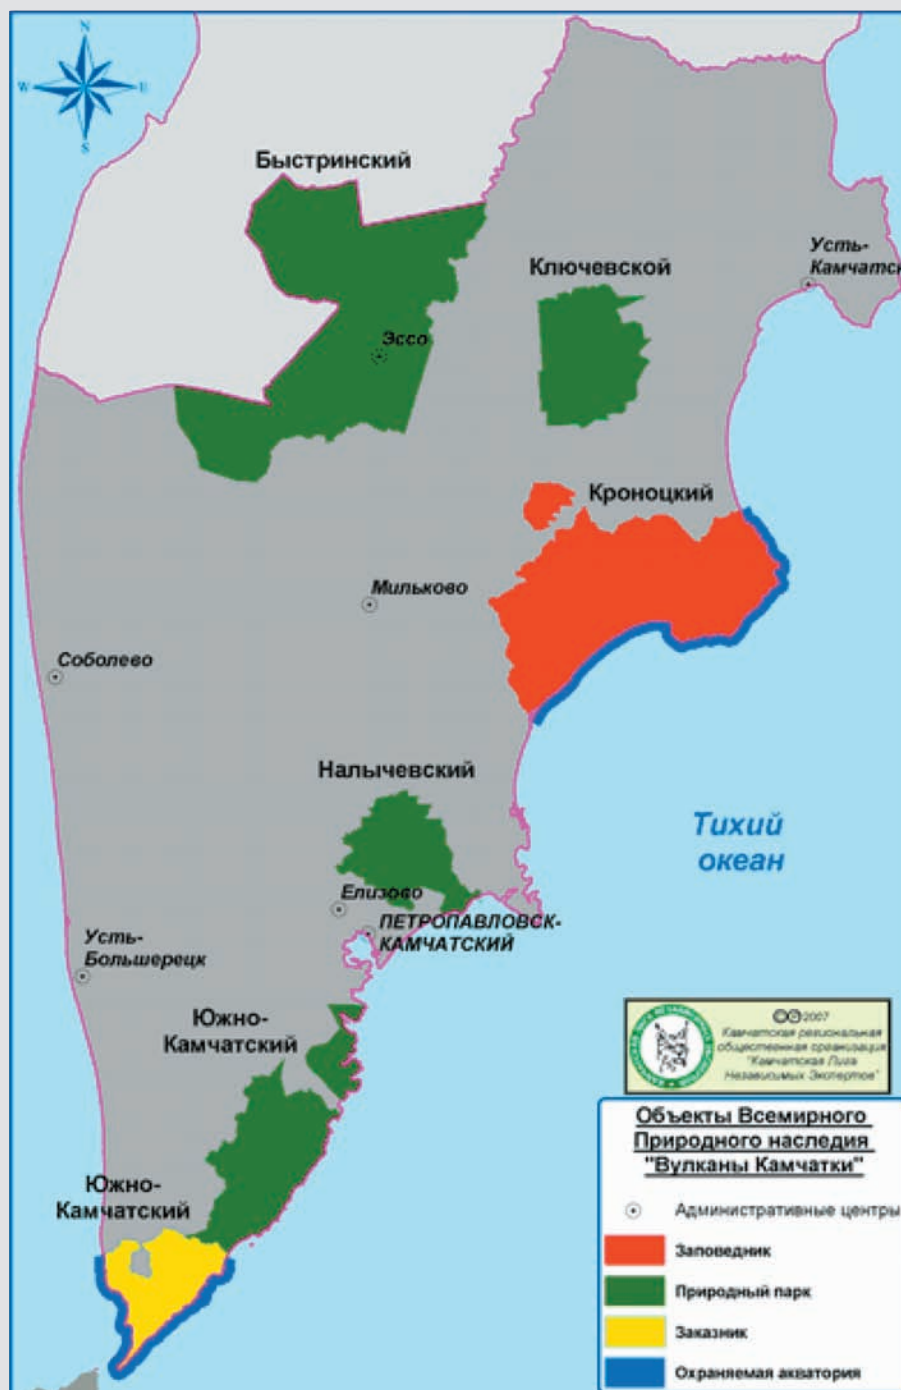 N
W
E
S
Быстринский
Ключевской
Усть-
Камчатск
Эссо
Кроноцкий
Мильково
Соболево
Налычевский
Тихий
океан
Елизово
ПЕТРОПАВЛОВСК-
КАМЧАТСКИЙ
Усть-
Большерецк
Южно-
Камчатский
Южно-
Камчатский
2007
Камчатская региональная
общественная организация
"Камчатская Лига
Независимых Экспертов"
Объекты Всемирного
Природного наследия
"Вулканы Камчатки"
Административные центры
Заповедник
Природный парк
Заказник
Охраняемая акватория